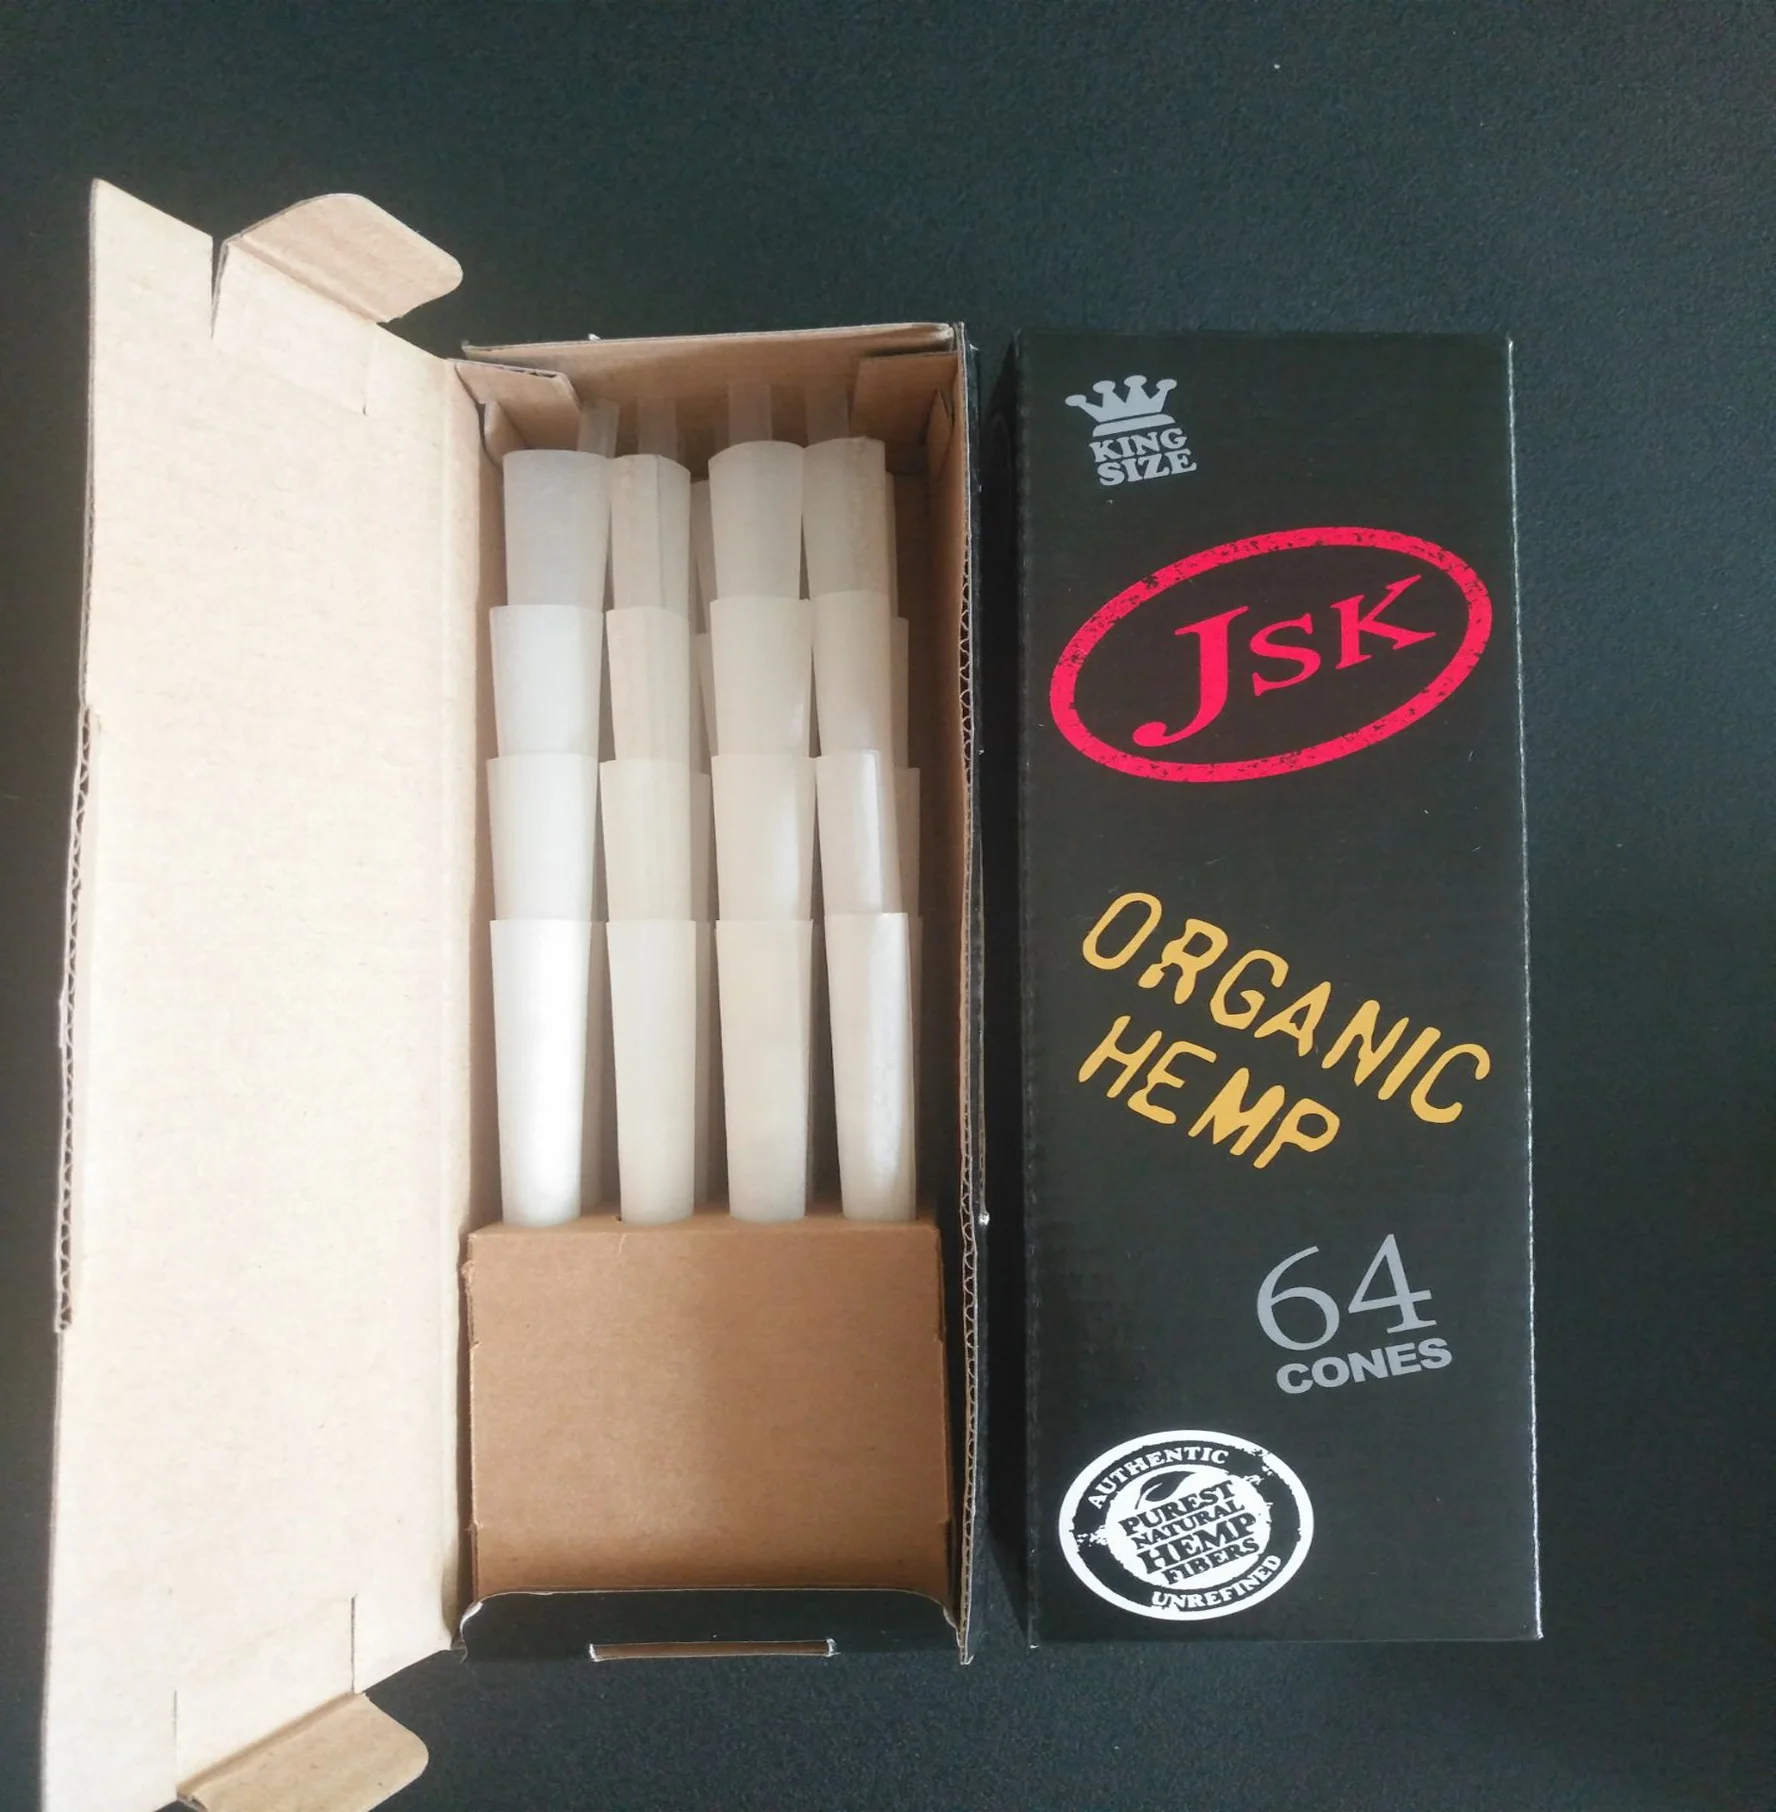 KING
SIZE
JSK
ORGANIC
HEMP
64
CONES
AUTHENTIC
PUREST
NATURAL
HEMP
FIBERS
UNREFINED